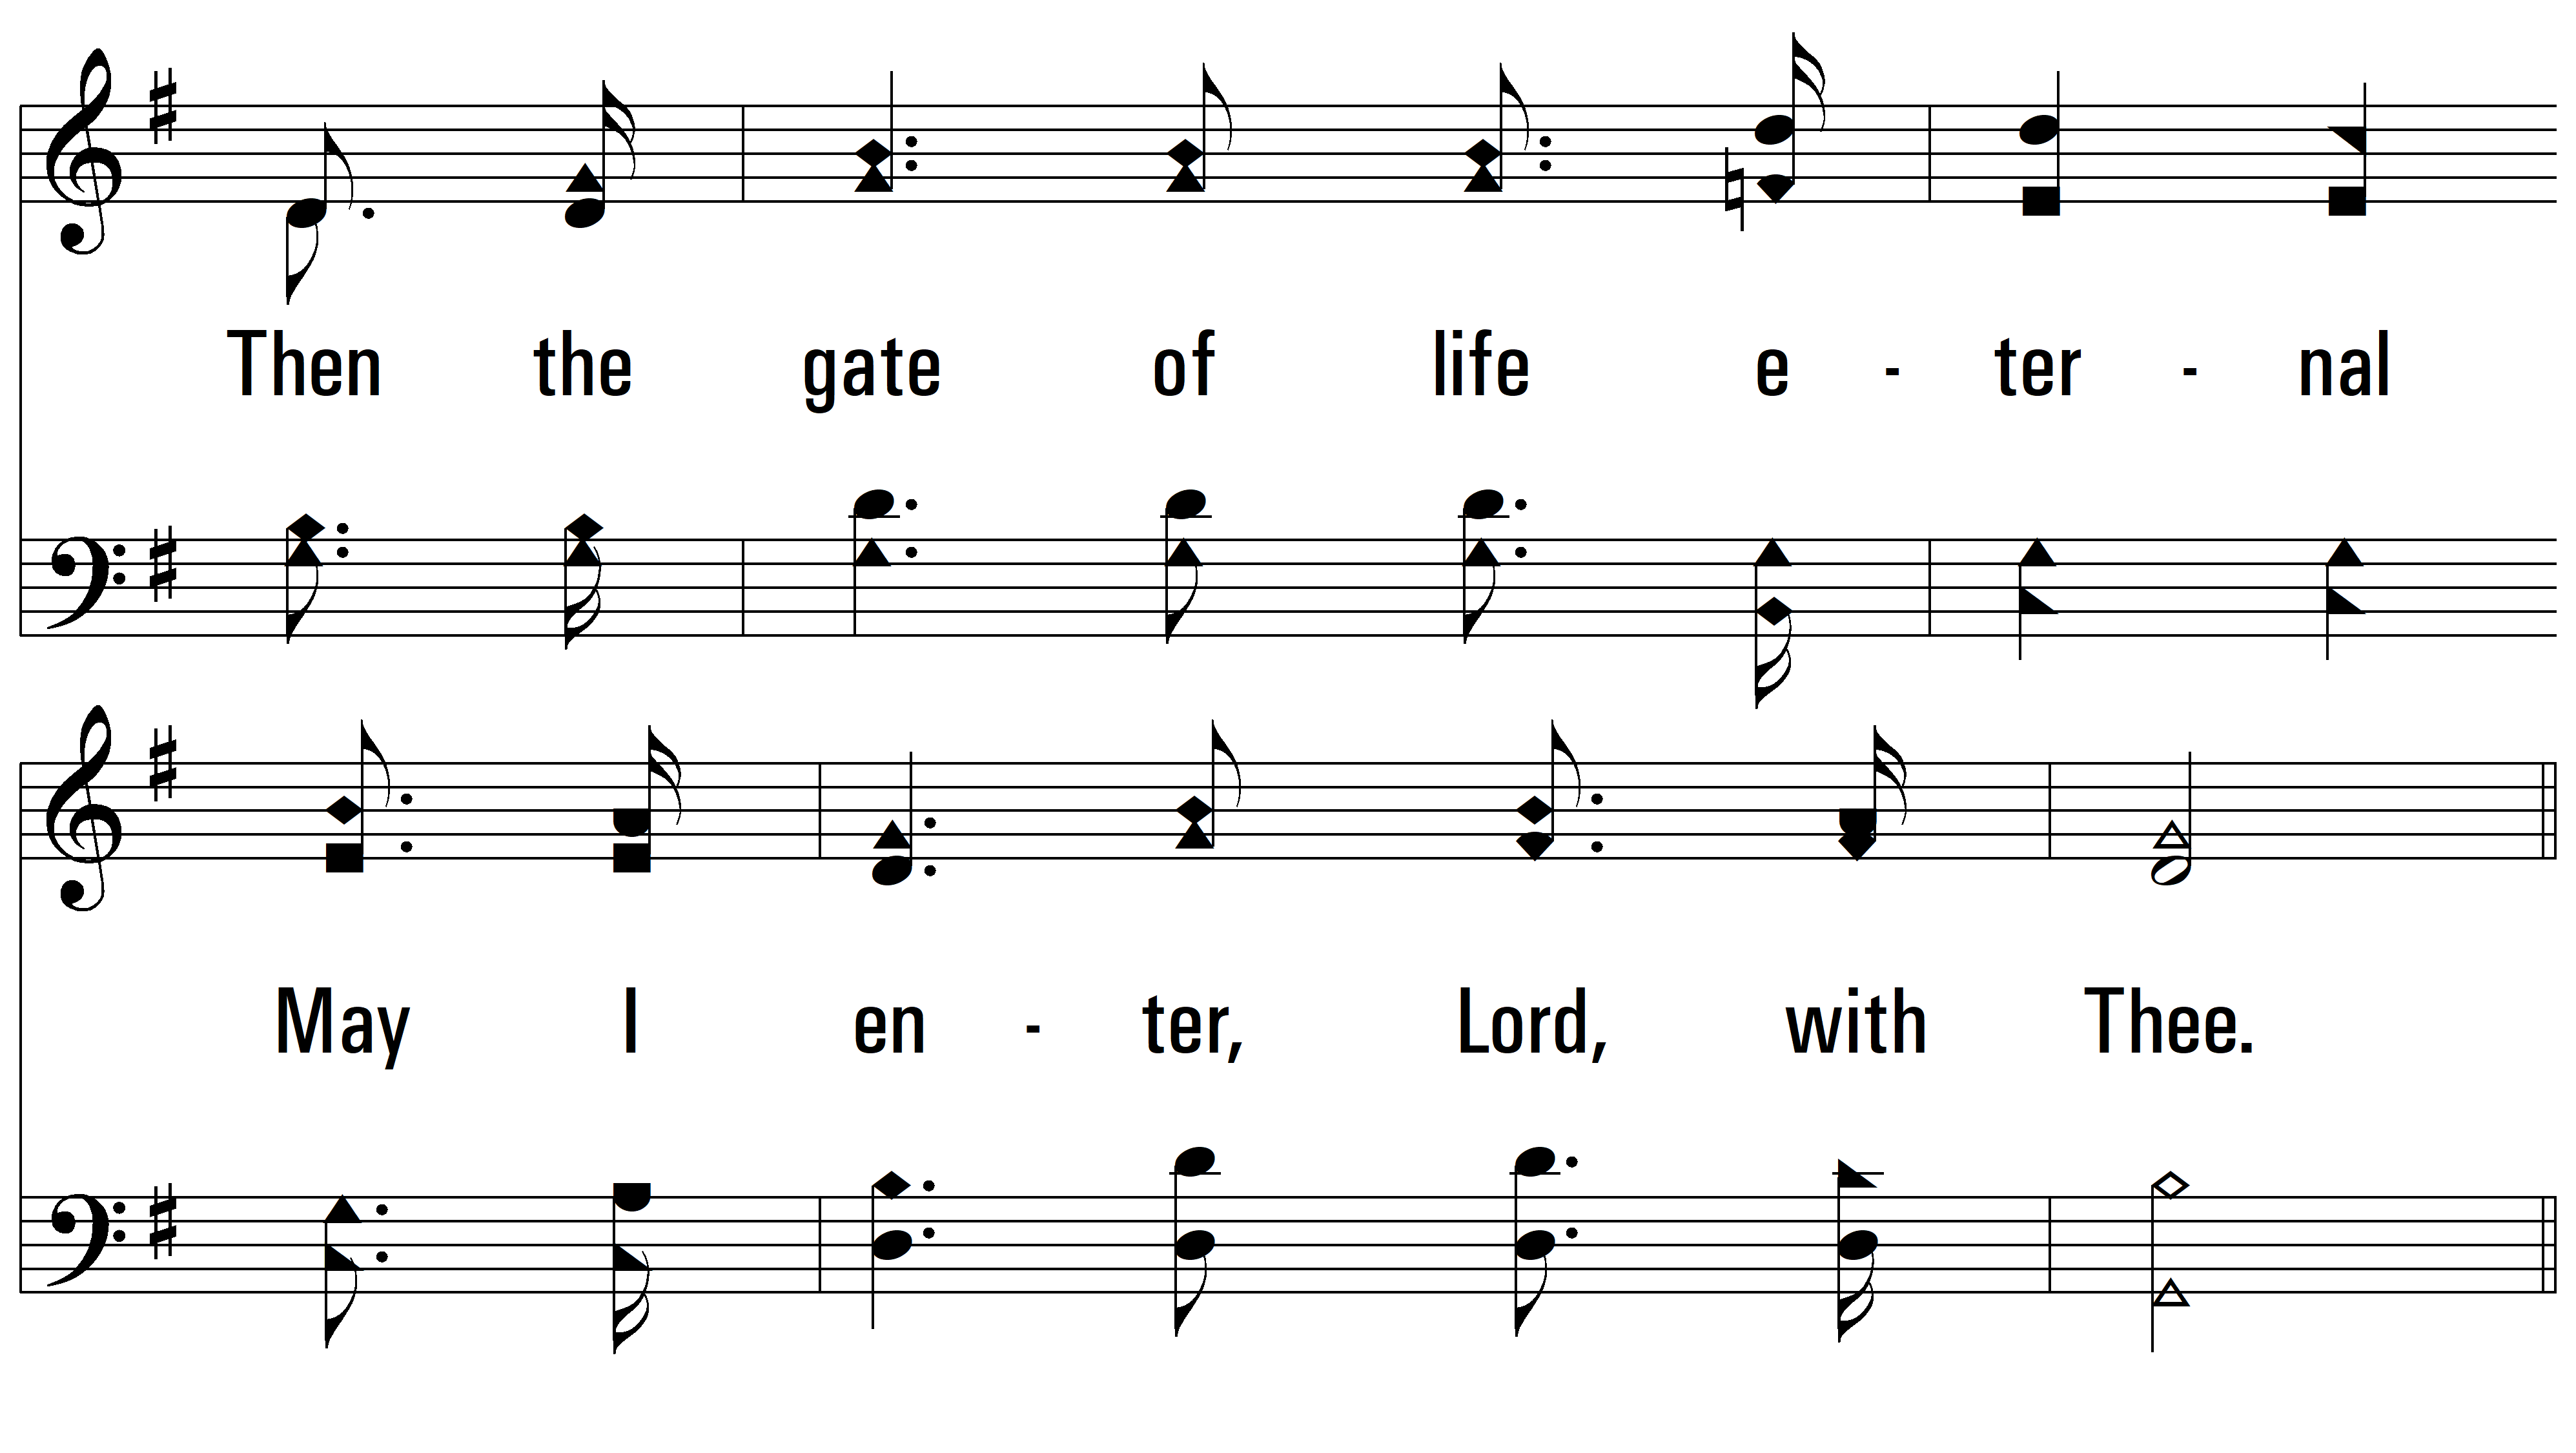 Then the gate of life e - ter - nal
May I en - ter, Lord, with Thee.